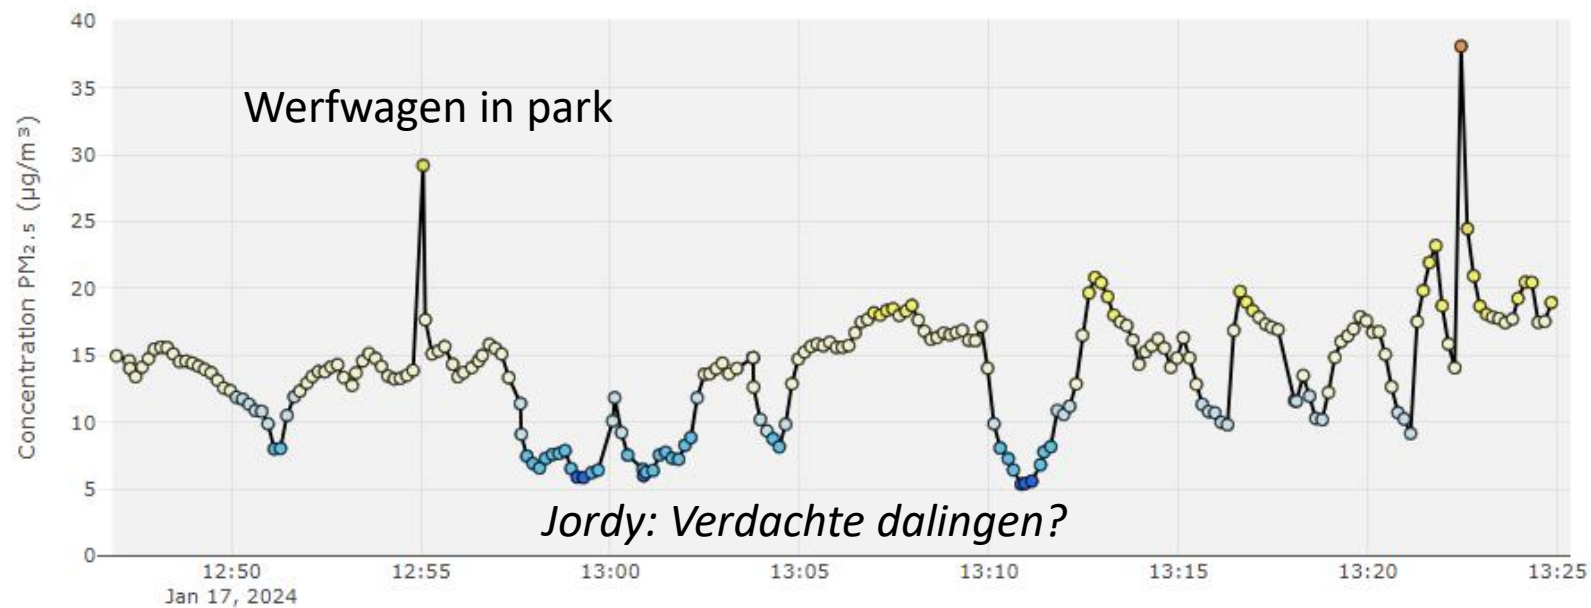 40
35
30
25
20
15
10
5
0
Concentration PM₂.₅ (µg/m³)
Werfwagen in park
Jordy: Verdachte dalingen?
12:50 12:55 13:00 13:05 13:10 13:15 13:20 13:25
Jan 17, 2024